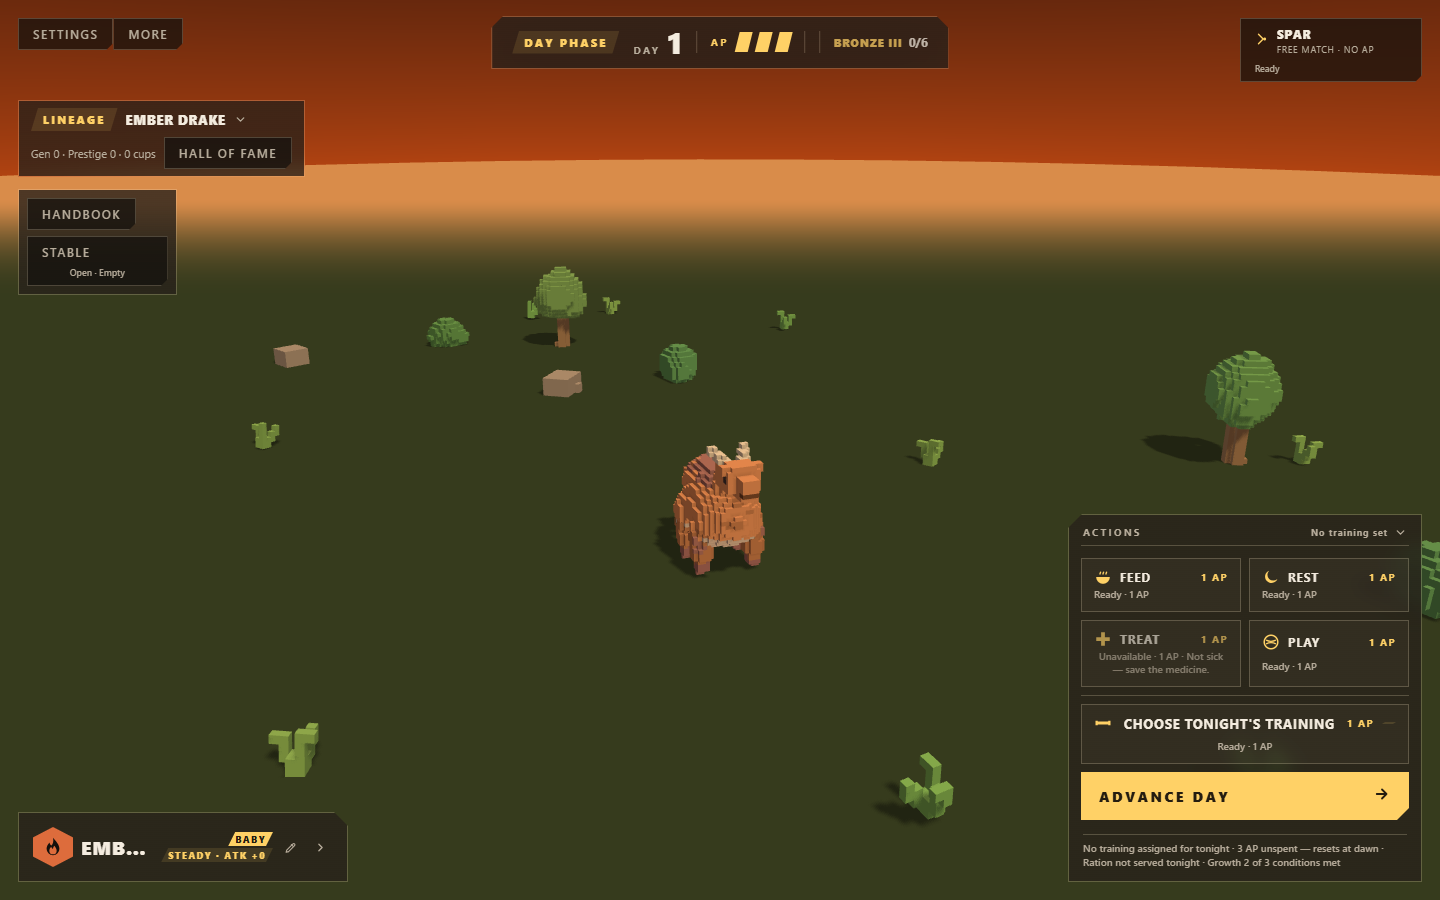 SETTINGS
MORE
DAY PHASE
DAY 1
AP
BRONZE III 0/6
SPAR
FREE MATCH · NO AP
Ready
LINEAGE
EMBER DRAKE
Gen 0 · Prestige 0 · 0 cups
HALL OF FAME
HANDBOOK
STABLE
Open · Empty
ACTIONS
No training set
FEED
1 AP
Ready · 1 AP
REST
1 AP
Ready · 1 AP
TREAT
1 AP
Unavailable · 1 AP · Not sick
— save the medicine.
PLAY
1 AP
Ready · 1 AP
CHOOSE TONIGHT'S TRAINING
1 AP —
Ready · 1 AP
ADVANCE DAY
No training assigned for tonight · 3 AP unspent — resets at dawn ·
Ration not served tonight · Growth 2 of 3 conditions met
EMB...
BABY
STEADY · ATK +0